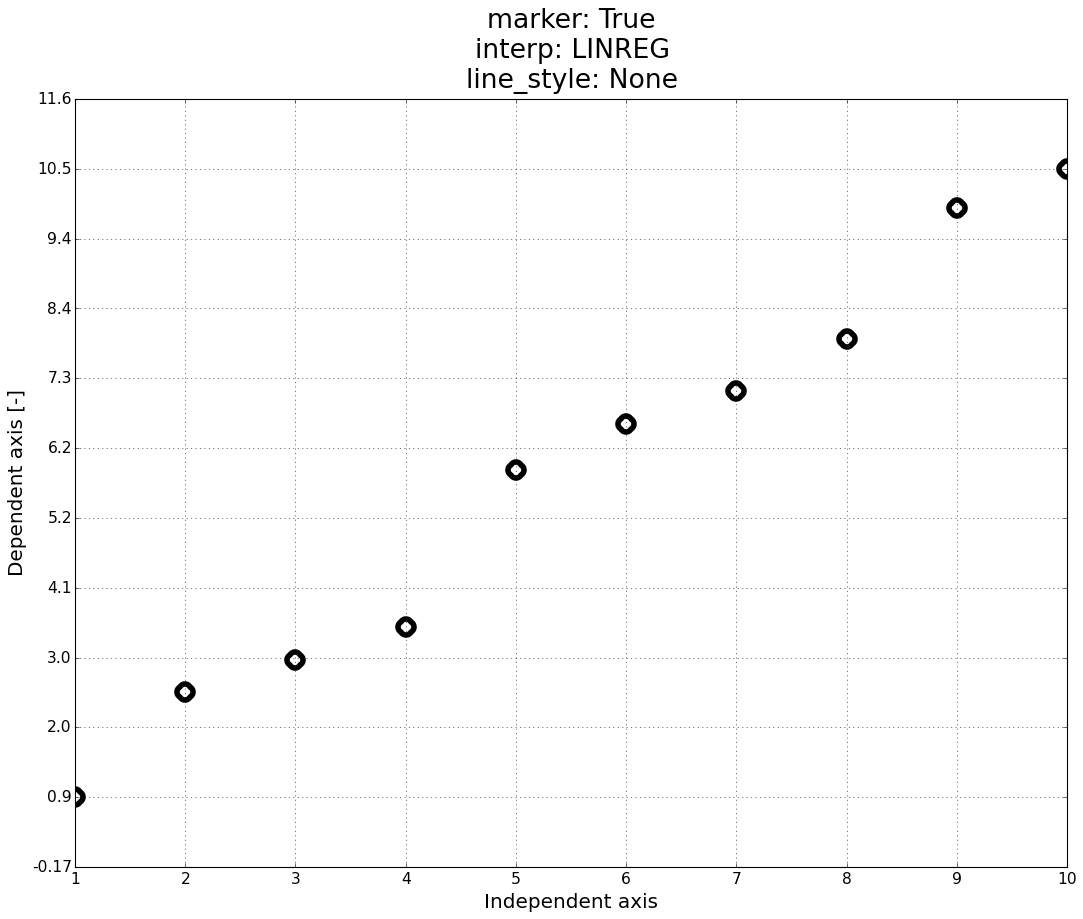 marker: True
interp: LINREG
line_style: None
11.6
10.5
9.4
8.4
7.3
6.2
5.2
4.1
3.0
2.0
0.9
-0.17
Dependent axis [-]
1 2 3 4 5 6 7 8 9 10
Independent axis